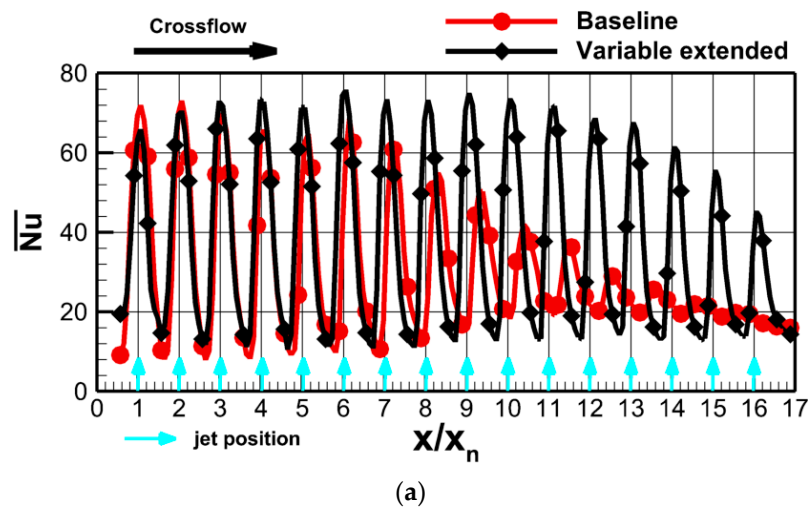 Crossflow
Baseline
Variable extended
80
60
40
20
0
Nu
0 1 2 3 4 5 6 7 8 9 10 11 12 13 14 15 16 17
jet position
x/xn
(a)